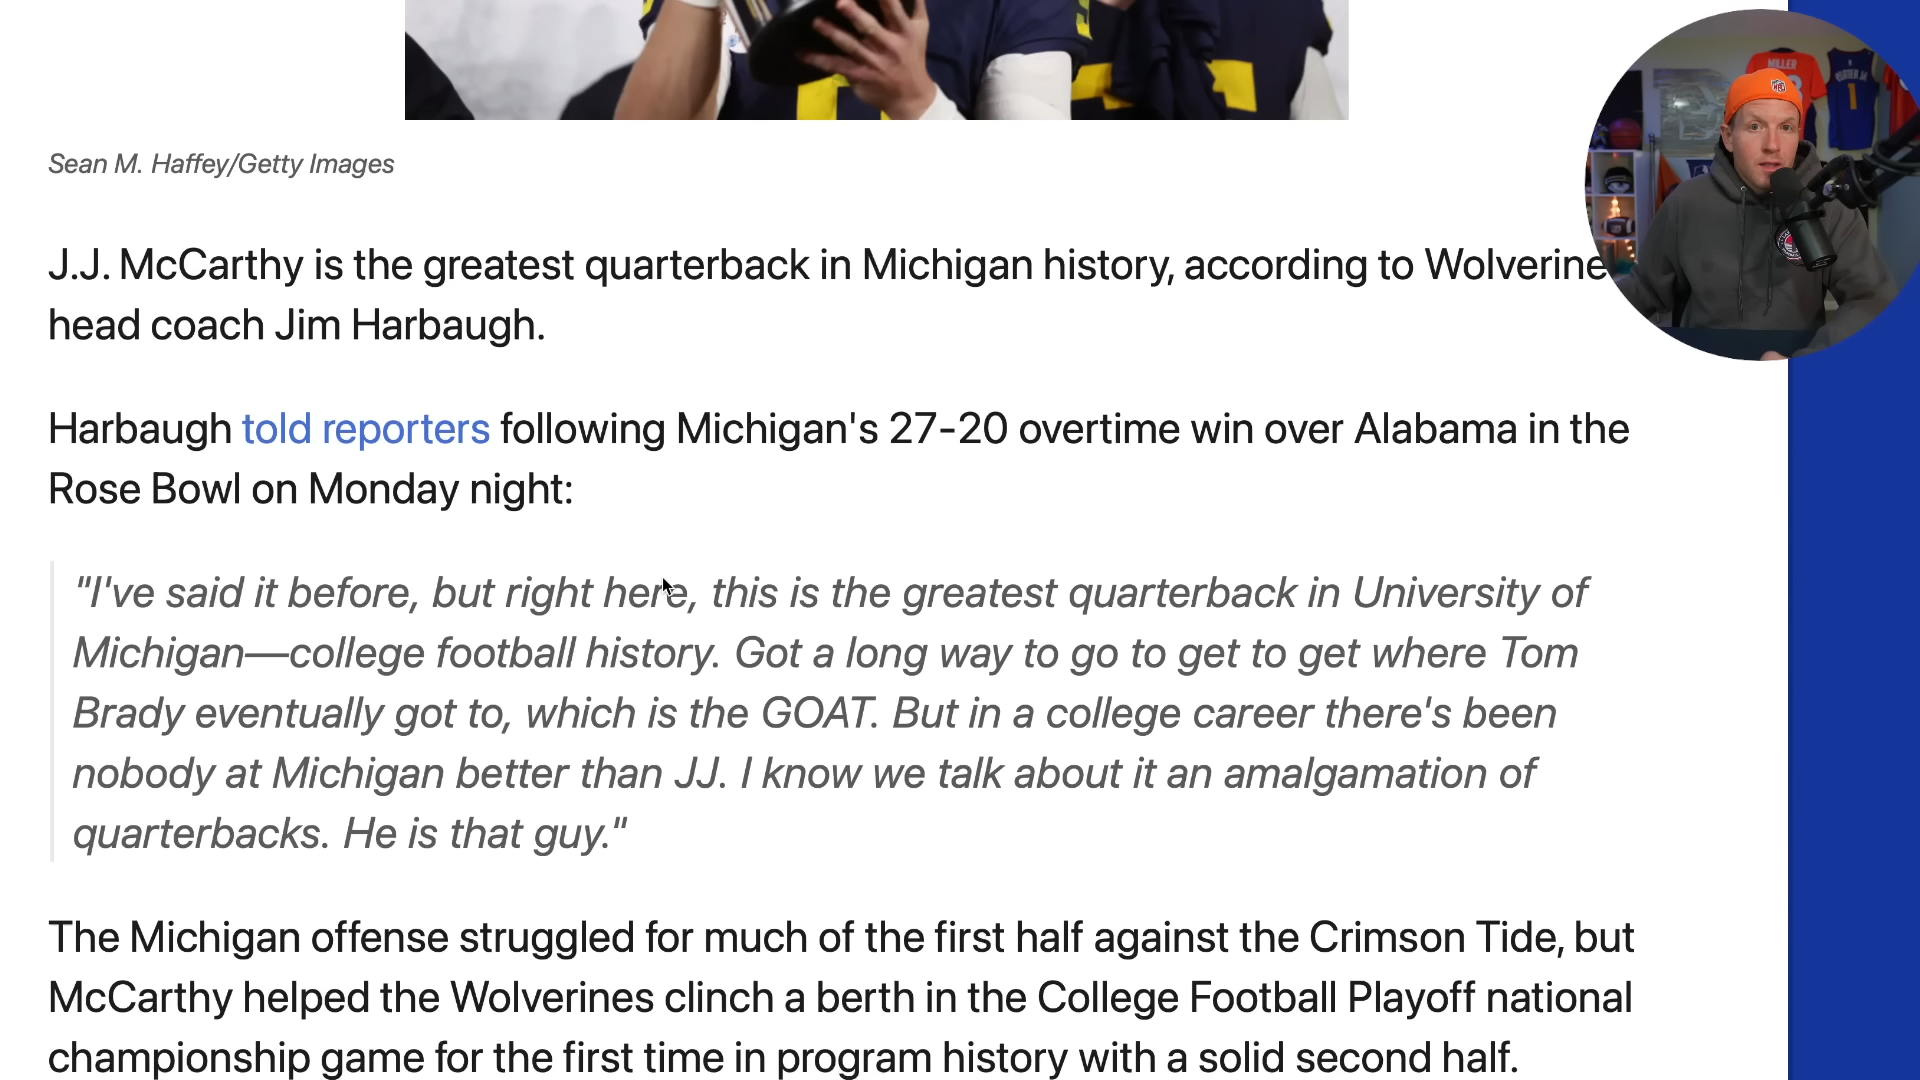 Sean M. Haffey/Getty Images
J.J. McCarthy is the greatest quarterback in Michigan history, according to Wolverine
head coach Jim Harbaugh.
Harbaugh told reporters following Michigan's 27-20 overtime win over Alabama in the
Rose Bowl on Monday night:
"I've said it before, but right here, this is the greatest quarterback in University of
Michigan—college football history. Got a long way to go to get to get where Tom
Brady eventually got to, which is the GOAT. But in a college career there's been
nobody at Michigan better than JJ. I know we talk about it an amalgamation of
quarterbacks. He is that guy."
The Michigan offense struggled for much of the first half against the Crimson Tide, but
McCarthy helped the Wolverines clinch a berth in the College Football Playoff national
championship game for the first time in program history with a solid second half.
MILLER
1